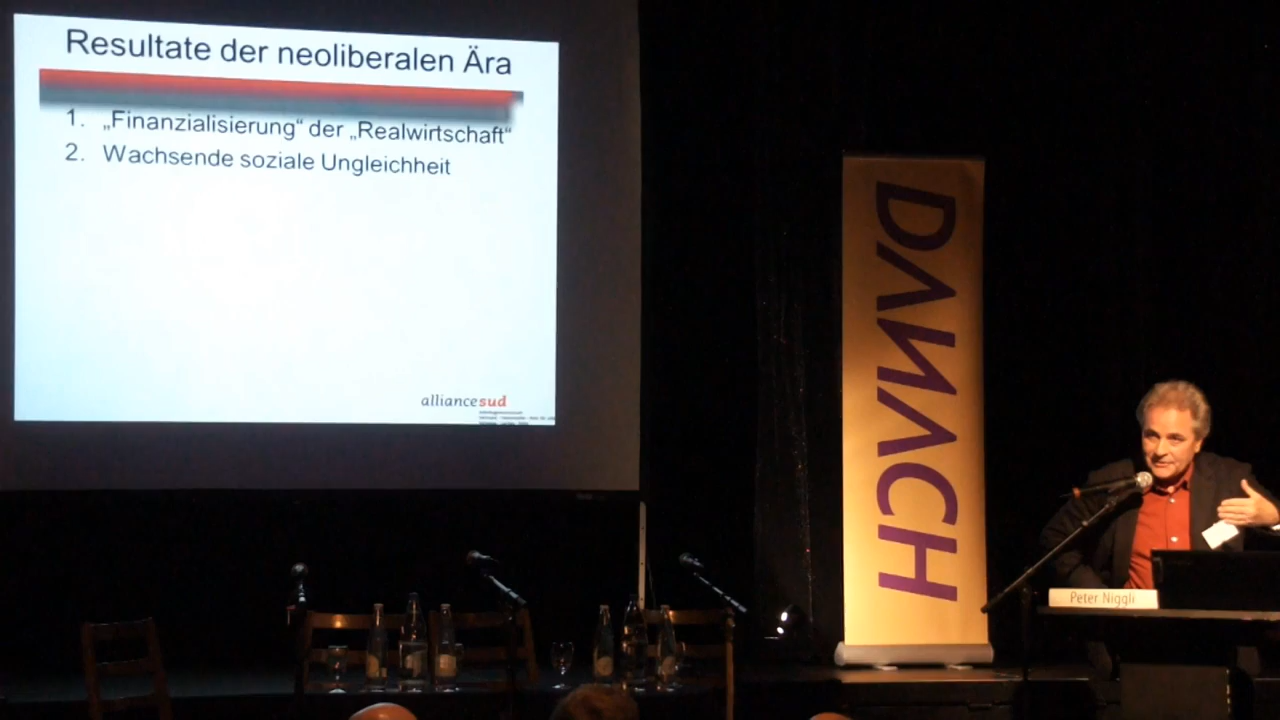 Resultate der neoliberalen Ära
1. „Finanzialisierung“ der „Realwirtschaft“
2. Wachsende soziale Ungleichheit
alliancesud
DANACH
Peter Niggli